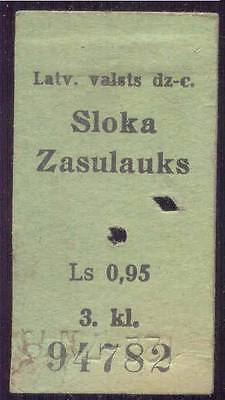 Latv. valsts dz-c.
Sloka
Zasulauks
Ls 0,95
3. kl.
94782